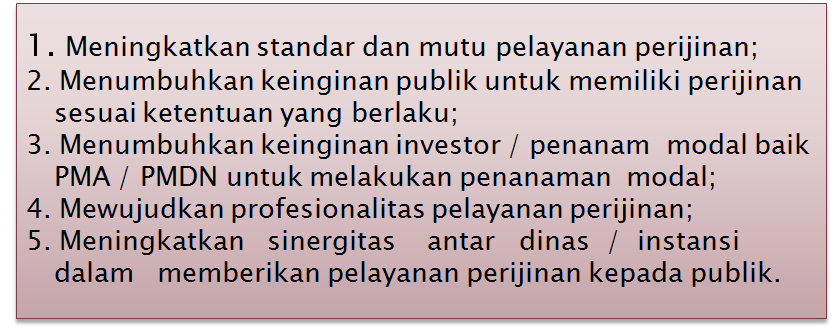 1. Meningkatkan standar dan mutu pelayanan perijinan;
2. Menumbuhkan keinginan publik untuk memiliki perijinan
sesuai ketentuan yang berlaku;
3. Menumbuhkan keinginan investor / penanam modal baik
PMA / PMDN untuk melakukan penanaman modal;
4. Mewujudkan profesionalitas pelayanan perijinan;
5. Meningkatkan sinergitas antar dinas / instansi
dalam memberikan pelayanan perijinan kepada publik.